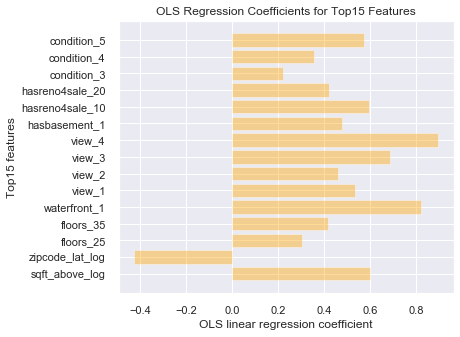 OLS Regression Coefficients for Top15 Features
Top15 features
condition_5
condition_4
condition_3
hasreno4sale_20
hasreno4sale_10
hasbasement_1
view_4
view_3
view_2
view_1
waterfront_1
floors_35
floors_25
zipcode_lat_log
sqft_above_log
−0.4 −0.2 0.0 0.2 0.4 0.6 0.8
OLS linear regression coefficient